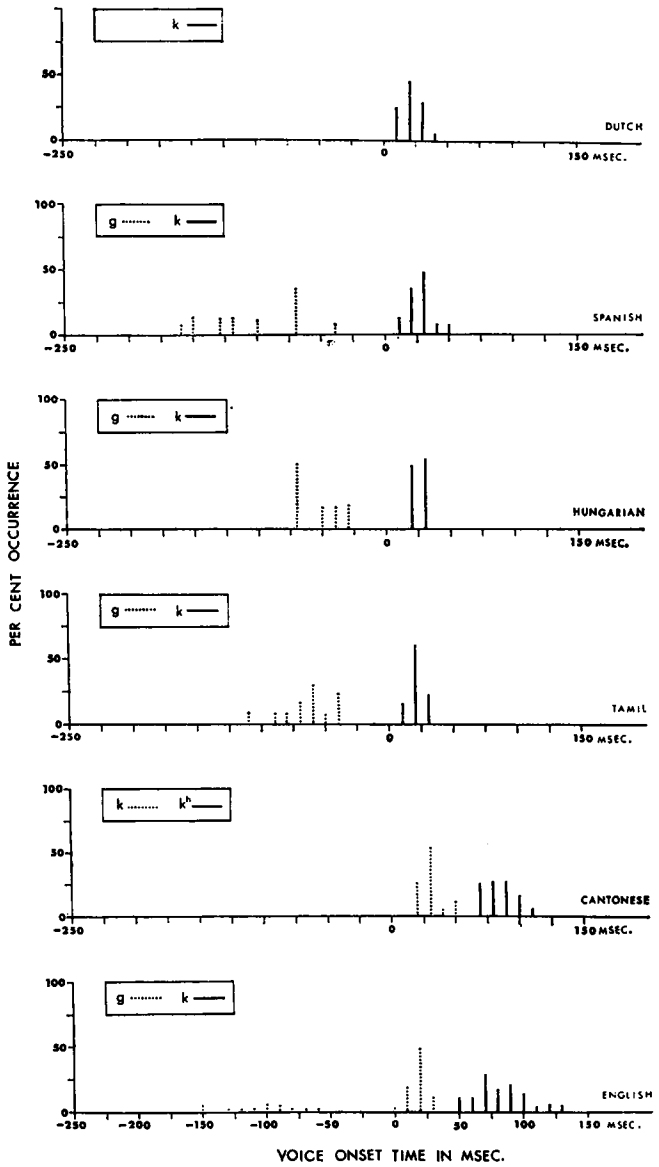 k
50
0
-250 0 150 MSEC.
DUTCH
100
g k
50
0
-250 0 150 MSEC.
SPANISH
100
g k
50
0
-250 0 150 MSEC.
HUNGARIAN
PER CENT OCCURRENCE
100
g k
50
0
-250 0 150 MSEC.
TAMIL
100
k kʰ
50
0
-250 0 150 MSEC.
CANTONESE
100
g k
50
0
-250 -200 -150 -100 -50 0 50 100 150 MSEC.
ENGLISH
VOICE ONSET TIME IN MSEC.